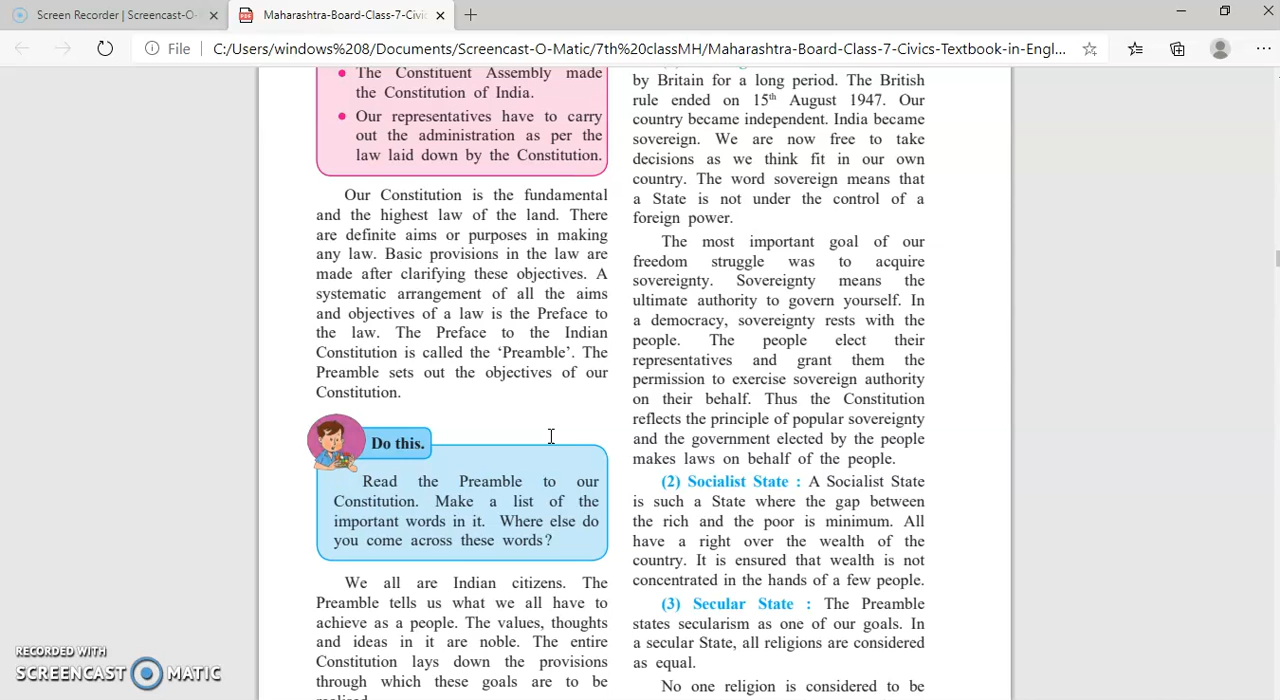 Screen Recorder | Screencast-O-
Maharashtra-Board-Class-7-Civic
File
C:/Users/windows%208/Documents/Screencast-O-Matic/7th%20classMH/Maharashtra-Board-Class-7-Civics-Textbook-in-Engl...
The Constituent Assembly made
the Constitution of India.
Our representatives have to carry
out the administration as per the
law laid down by the Constitution.
Our Constitution is the fundamental
and the highest law of the land. There
are definite aims or purposes in making
any law. Basic provisions in the law are
made after clarifying these objectives. A
systematic arrangement of all the aims
and objectives of a law is the Preface to
the law. The Preface to the Indian
Constitution is called the ‘Preamble’. The
Preamble sets out the objectives of our
Constitution.
Do this.
Read the Preamble to our
Constitution. Make a list of the
important words in it. Where else do
you come across these words?
We all are Indian citizens. The
Preamble tells us what we all have to
achieve as a people. The values, thoughts
and ideas in it are noble. The entire
Constitution lays down the provisions
through which these goals are to be
by Britain for a long period. The British
rule ended on 15th August 1947. Our
country became independent. India became
sovereign. We are now free to take
decisions as we think fit in our own
country. The word sovereign means that
a State is not under the control of a
foreign power.
The most important goal of our
freedom struggle was to acquire
sovereignty. Sovereignty means the
ultimate authority to govern yourself. In
a democracy, sovereignty rests with the
people. The people elect their
representatives and grant them the
permission to exercise sovereign authority
on their behalf. Thus the Constitution
reflects the principle of popular sovereignty
and the government elected by the people
makes laws on behalf of the people.
(2) Socialist State : A Socialist State
is such a State where the gap between
the rich and the poor is minimum. All
have a right over the wealth of the
country. It is ensured that wealth is not
concentrated in the hands of a few people.
(3) Secular State : The Preamble
states secularism as one of our goals. In
a secular State, all religions are considered
as equal.
No one religion is considered to be
RECORDED WITH
SCREENCAST MATIC